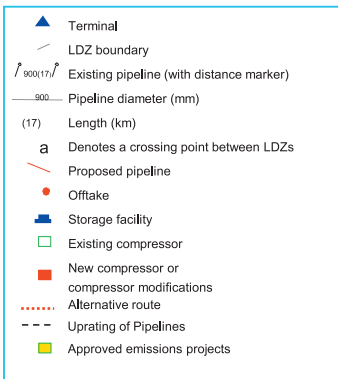 Terminal
LDZ boundary
900(17) Existing pipeline (with distance marker)
900 Pipeline diameter (mm)
(17) Length (km)
a Denotes a crossing point between LDZs
Proposed pipeline
Offtake
Storage facility
Existing compressor
New compressor or
compressor modifications
Alternative route
Uprating of Pipelines
Approved emissions projects